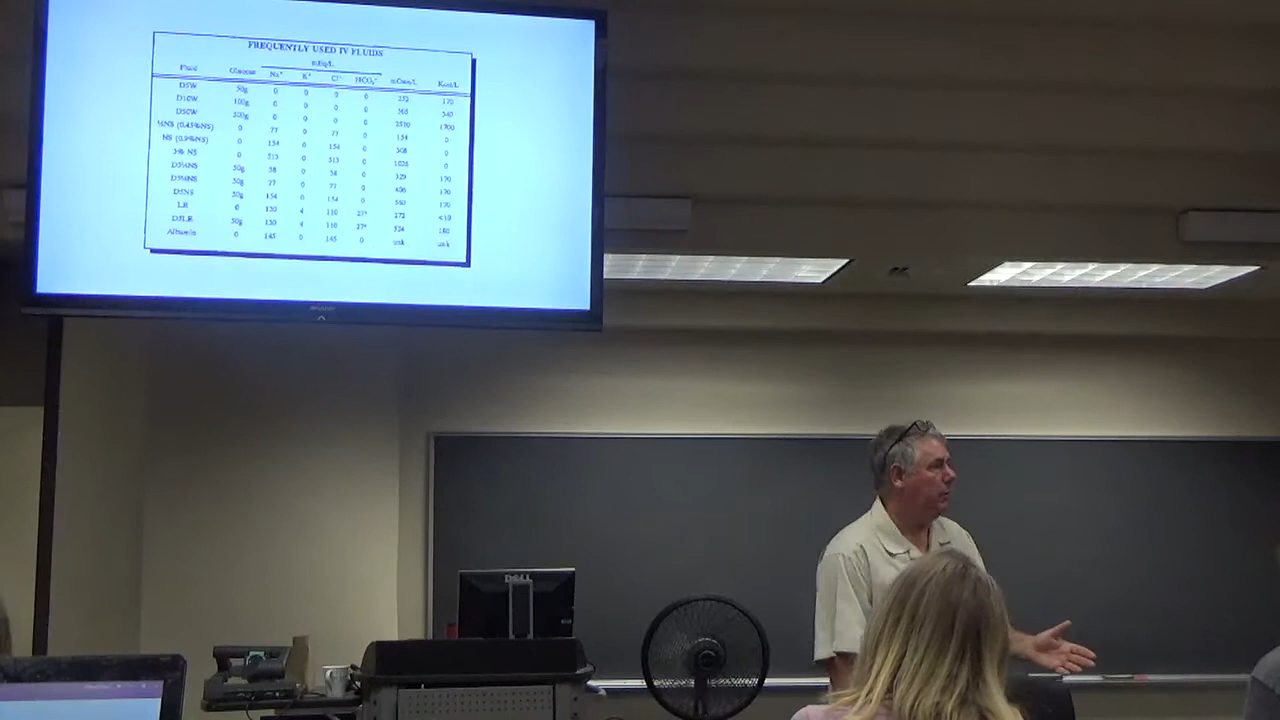 FREQUENTLY USED IV FLUIDS
mEq/L
Fluid Glucose Na⁺ K⁺ Cl⁻ HCO₃⁻ mOsm/L Kcal/L
D5W 50g 0 0 0 0 252 170
D10W 100g 0 0 0 0 505 340
D50W 500g 0 0 0 0 1700
½NS (0.45%NS) 0 77 0 77 0 154 0
NS (0.9%NS) 0 154 0 154 0 308 0
3% NS 0 513 0 513 0 1026 0
50g 38 0 38 0 329 170
D5½NS 50g 77 0 77 0 406 170
D5NS 50g 154 0 154 0 560 170
LR 0 130 4 110 27* 272 <10
D5LR 50g 130 4 110 27* 524 180
Albumin 0 145 0 145 0 unk unk
SHARP
DELL